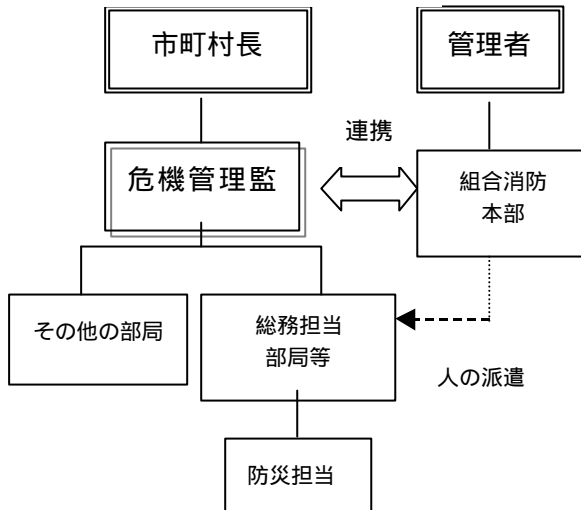 市町村長
管理者
連携
危機管理監
組合消防
本部
その他の部局
総務担当
部局等
人の派遣
防災担当